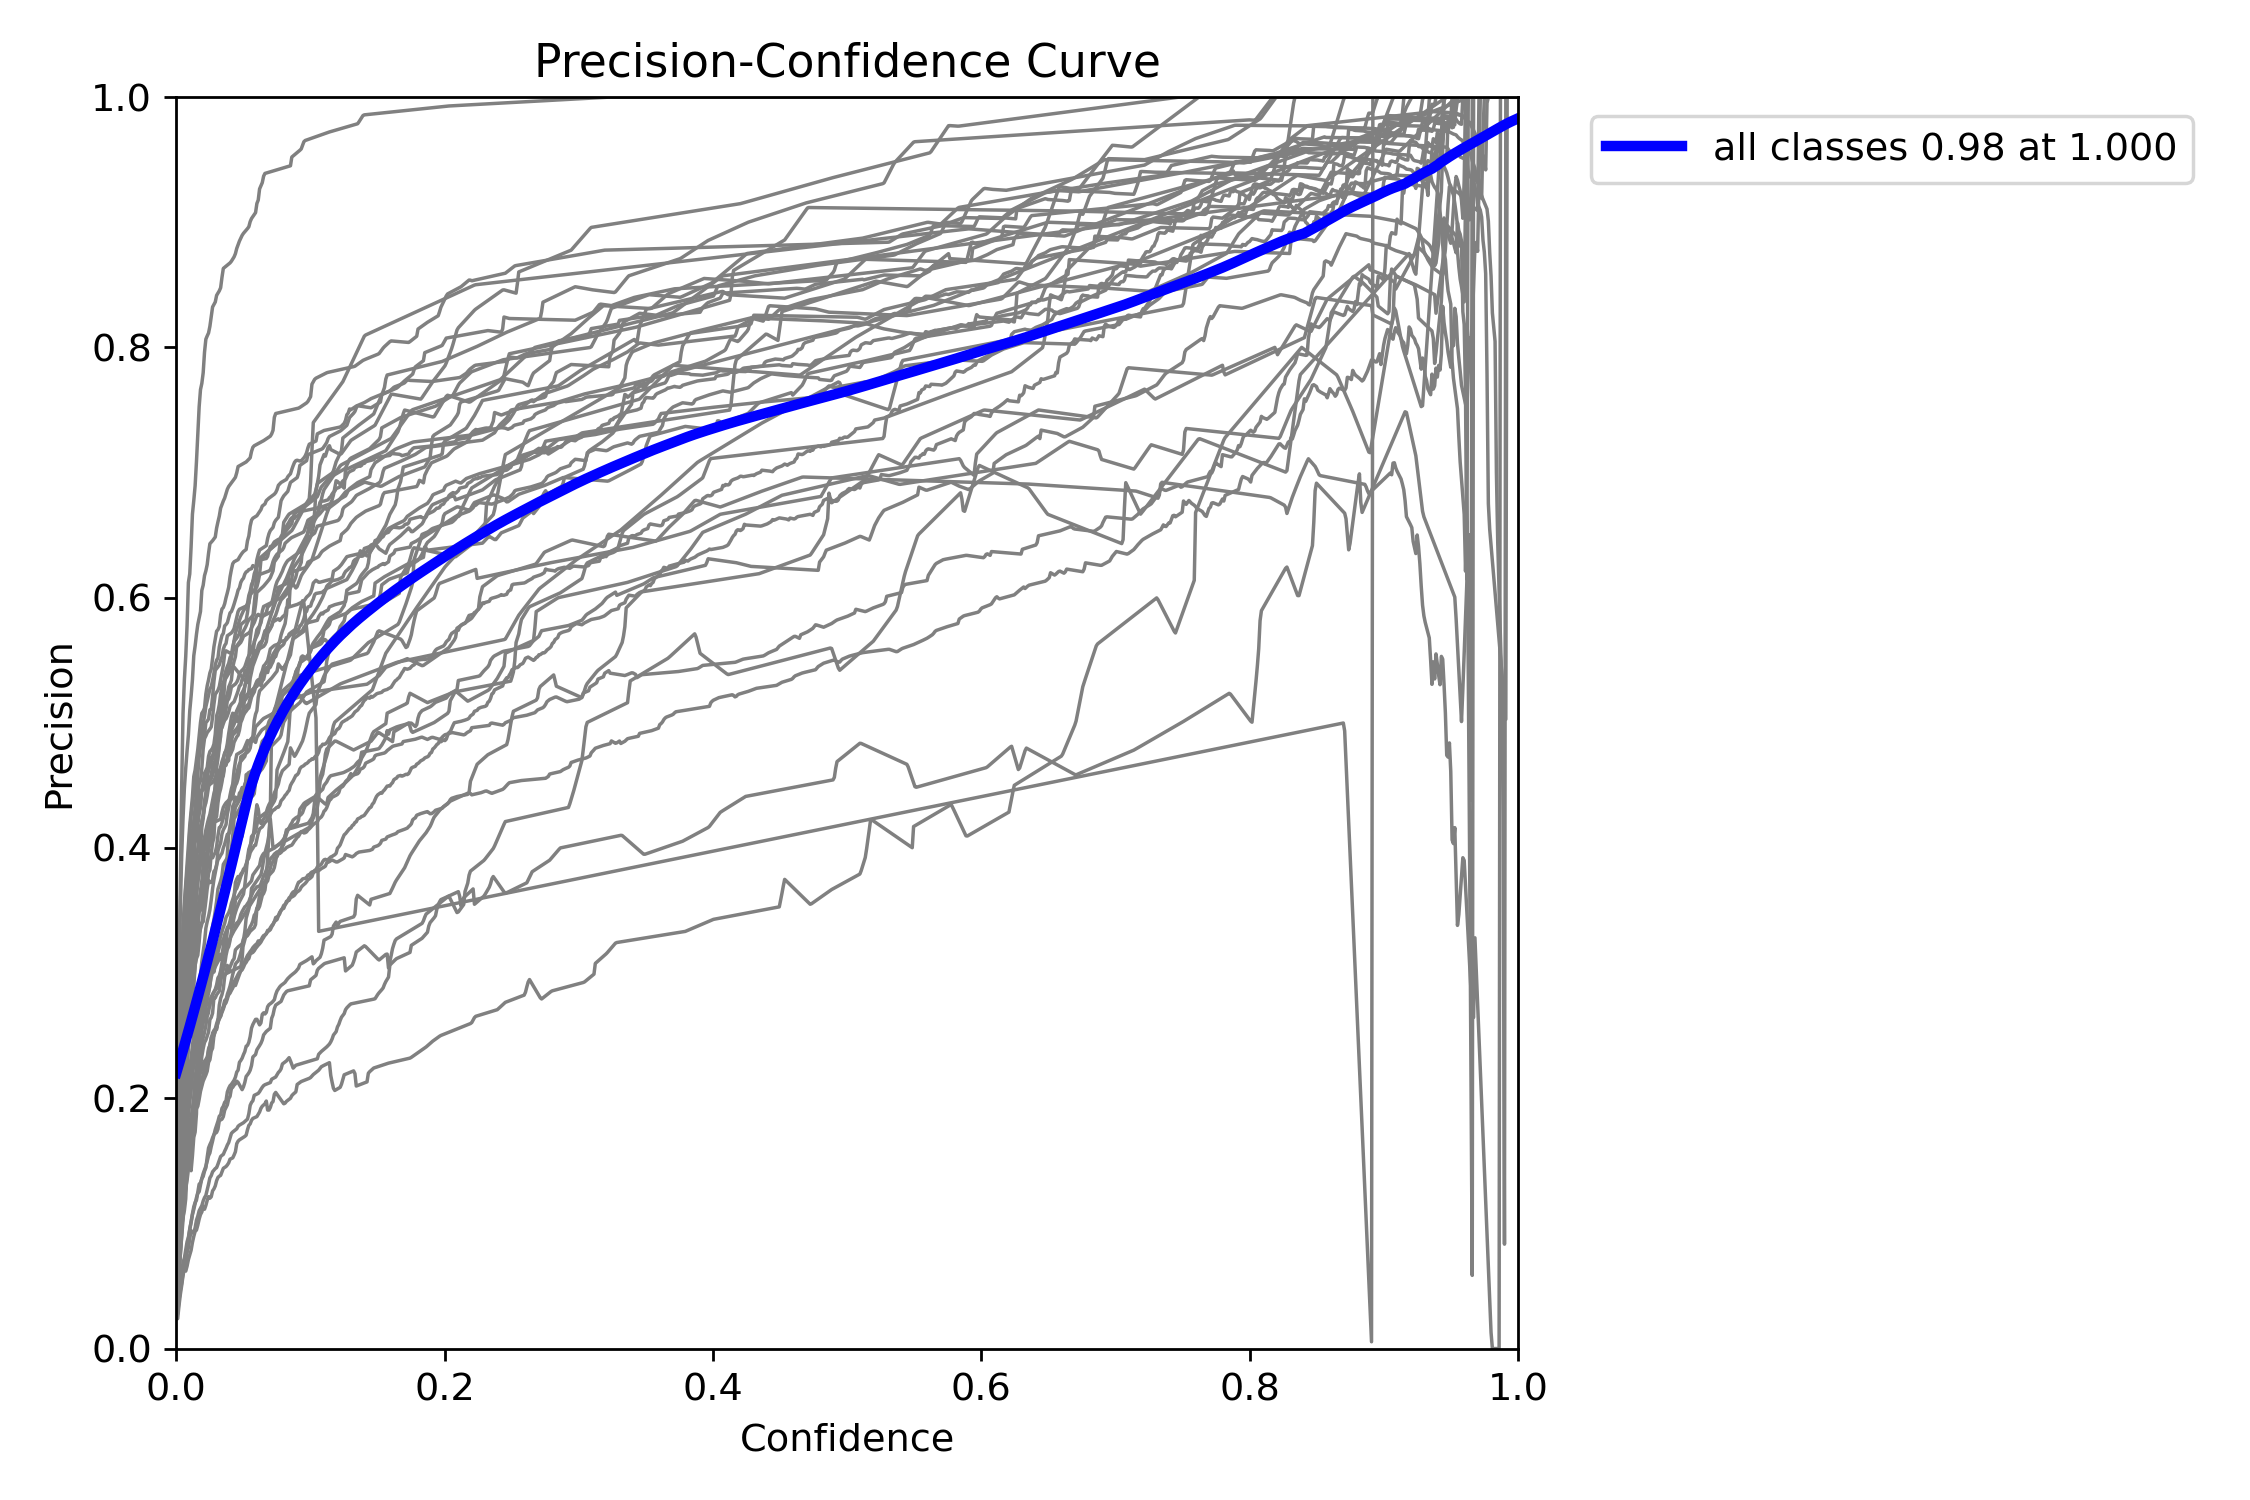 Precision-Confidence Curve
1.0
0.8
0.6
0.4
0.2
0.0
Precision
0.0 0.2 0.4 0.6 0.8 1.0
Confidence
all classes 0.98 at 1.000